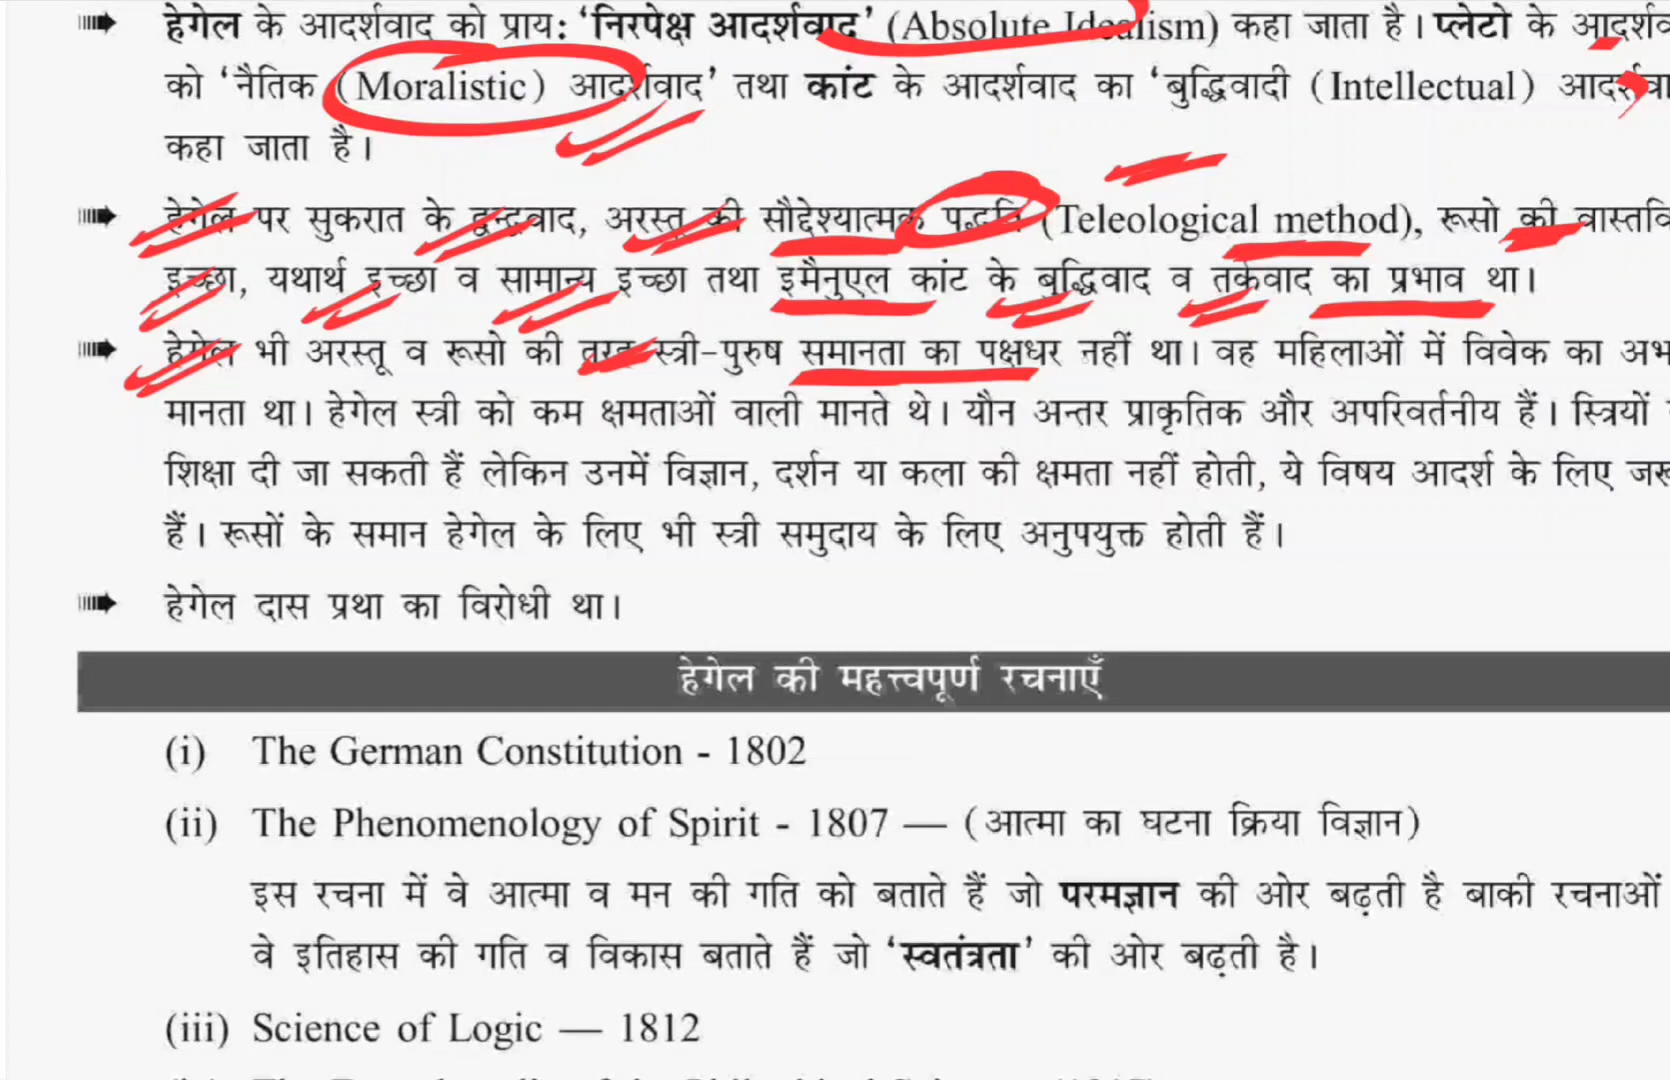 हेगेल के आदर्शवाद को प्राय: ‘निरपेक्ष आदर्शवाद’ (Absolute Idealism) कहा जाता है। प्लेटो के
को ‘नैतिक (Moralistic) आदर्शवाद’ तथा कांट के आदर्शवाद का ‘बुद्धिवादी (Intellectual)
कहा जाता है।
हेगेल पर सुकरात के द्वन्द्ववाद, अरस्तू की सौद्देश्यात्मक पद्धति (Teleological method), रूसो की
इच्छा, यथार्थ इच्छा व सामान्य इच्छा तथा इमैनुएल कांट के बुद्धिवाद व तर्कवाद का प्रभाव था।
हेगेल भी अरस्तू व रूसो की तरह स्त्री-पुरुष समानता का पक्षधर नहीं था। वह महिलाओं में विवेक का
मानता था। हेगेल स्त्री को कम क्षमताओं वाली मानते थे। यौन अन्तर प्राकृतिक और अपरिवर्तनीय हैं। स्त्रियों
शिक्षा दी जा सकती हैं लेकिन उनमें विज्ञान, दर्शन या कला की क्षमता नहीं होती, ये विषय आदर्श के लिए
हैं। रूसों के समान हेगेल के लिए भी स्त्री समुदाय के लिए अनुपयुक्त होती हैं।
हेगेल दास प्रथा का विरोधी था।
हेगेल की महत्त्वपूर्ण रचनाएँ
(i) The German Constitution - 1802
(ii) The Phenomenology of Spirit - 1807 — (आत्मा का घटना क्रिया विज्ञान)
इस रचना में वे आत्मा व मन की गति को बताते हैं जो परमज्ञान की ओर बढ़ती है बाकी रचनाओं
वे इतिहास की गति व विकास बताते हैं जो ‘स्वतंत्रता’ की ओर बढ़ती है।
(iii) Science of Logic — 1812